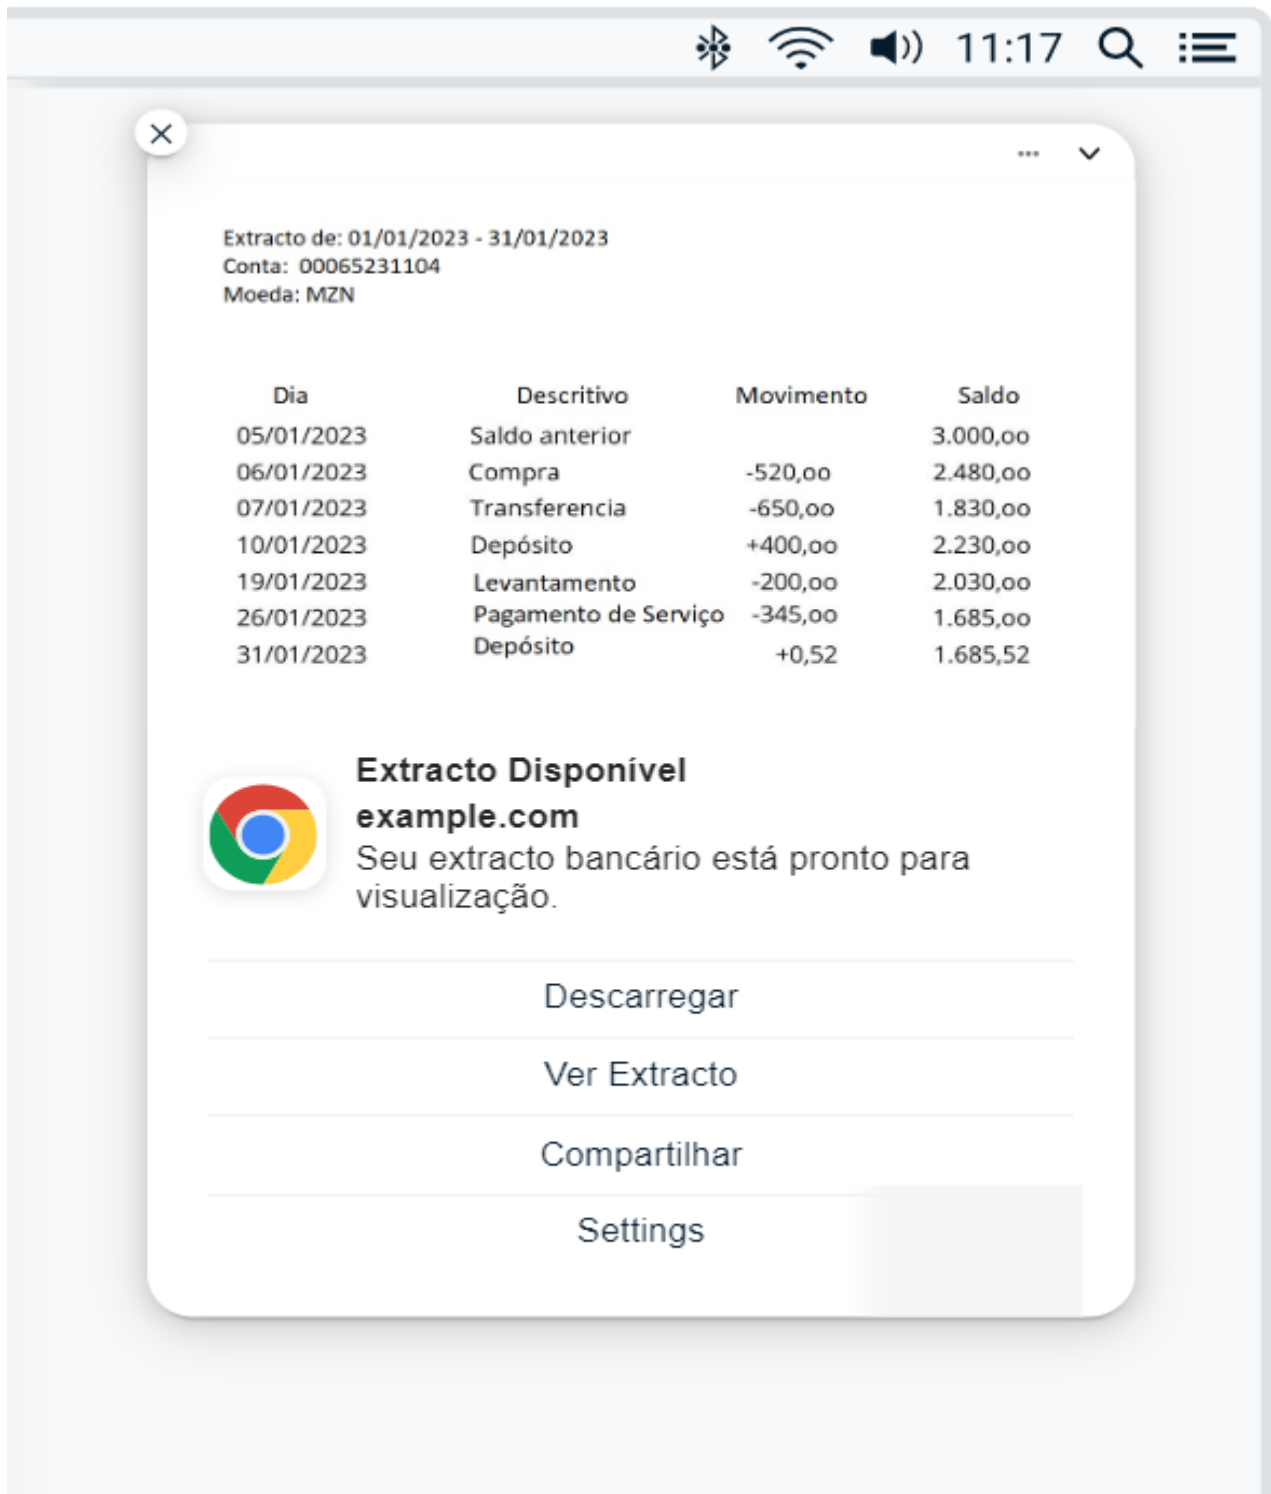 11:17
Extracto de: 01/01/2023 - 31/01/2023
Conta: 00065231104
Moeda: MZN
Dia Descritivo Movimento Saldo
05/01/2023 Saldo anterior 3.000,oo
06/01/2023 Compra -520,oo 2.480,oo
07/01/2023 Transferencia -650,oo 1.830,oo
10/01/2023 Depósito +400,oo 2.230,oo
19/01/2023 Levantamento -200,oo 2.030,oo
26/01/2023 Pagamento de Serviço -345,oo 1.685,oo
31/01/2023 Depósito +0,52 1.685,52
Extracto Disponível
example.com
Seu extracto bancário está pronto para
visualização.
Descarregar
Ver Extracto
Compartilhar
Settings